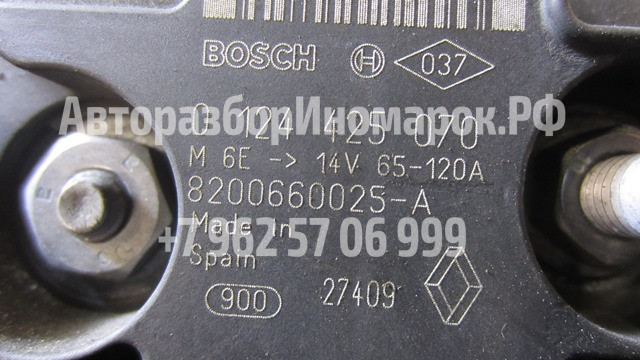 BOSCH 037
АвторазборИномарок.РФ
0 124 425 070
M 6E -> 14V 65-120A
8200660025-A
Made in
+7 962 57 06 999
Spain
900 27409